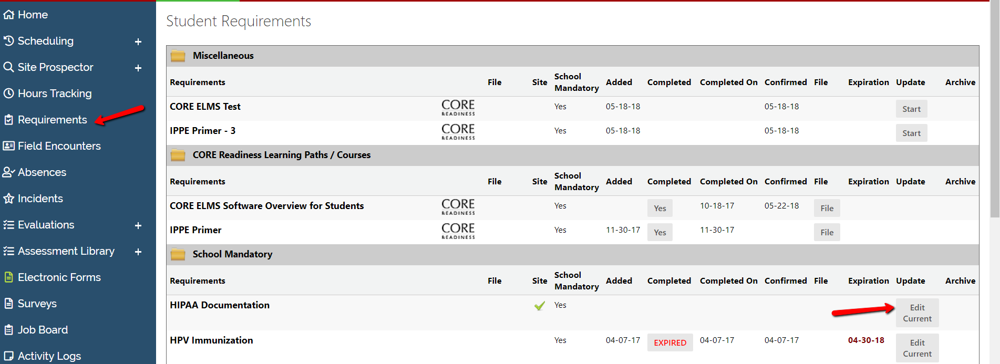 Home
Scheduling +
Site Prospector +
Hours Tracking
Requirements
Field Encounters
Absences
Incidents
Evaluations +
Assessment Library +
Electronic Forms
Surveys
Job Board
Activity Logs
Student Requirements
Miscellaneous
Requirements File Site School Mandatory Added Completed Completed On Confirmed File Expiration Update Archive
CORE ELMS Test CORE READINESS Yes 05-18-18 05-18-18 Start
IPPE Primer - 3 CORE READINESS Yes 05-18-18 05-18-18 Start
CORE Readiness Learning Paths / Courses
Requirements File Site School Mandatory Added Completed Completed On Confirmed File Expiration Update Archive
CORE ELMS Software Overview for Students CORE READINESS Yes Yes 10-18-17 05-22-18 File
IPPE Primer CORE READINESS Yes 11-30-17 Yes 11-30-17 File
School Mandatory
Requirements File Site School Mandatory Added Completed Completed On Confirmed File Expiration Update Archive
HIPAA Documentation Yes Edit Current
HPV Immunization Yes 04-07-17 EXPIRED 04-07-17 04-07-17 04-30-18 Edit Current